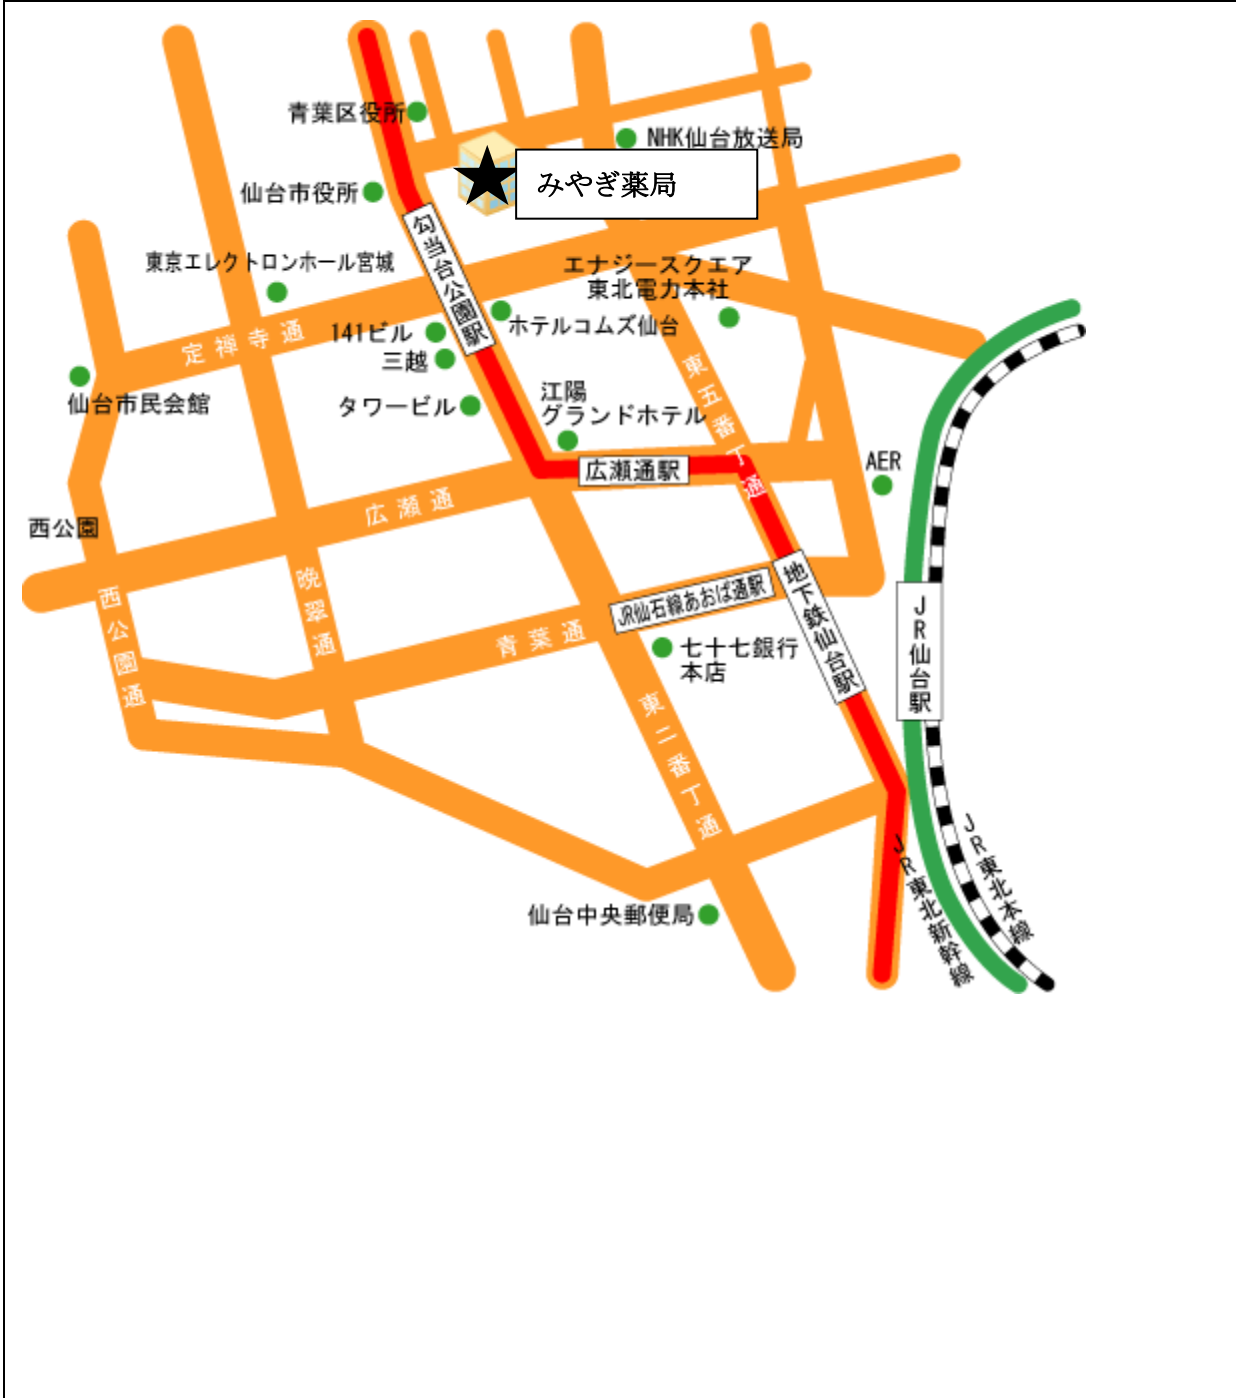 青葉区役所
NHK仙台放送局
みやぎ薬局
仙台市役所
勾当台公園駅
東京エレクトロンホール宮城
エナジースクエア
東北電力本社
ホテルコムズ仙台
定禅寺通
141ビル
三越
東五番丁通
仙台市民会館
タワービル
江陽
グランドホテル
広瀬通駅
AER
広瀬通
西公園
晩翠通
西公園通
JR仙石線あおば通駅
地下鉄仙台駅
JR仙台駅
青葉通
七十七銀行
本店
東二番丁通
JR東北新幹線
JR東北本線
仙台中央郵便局